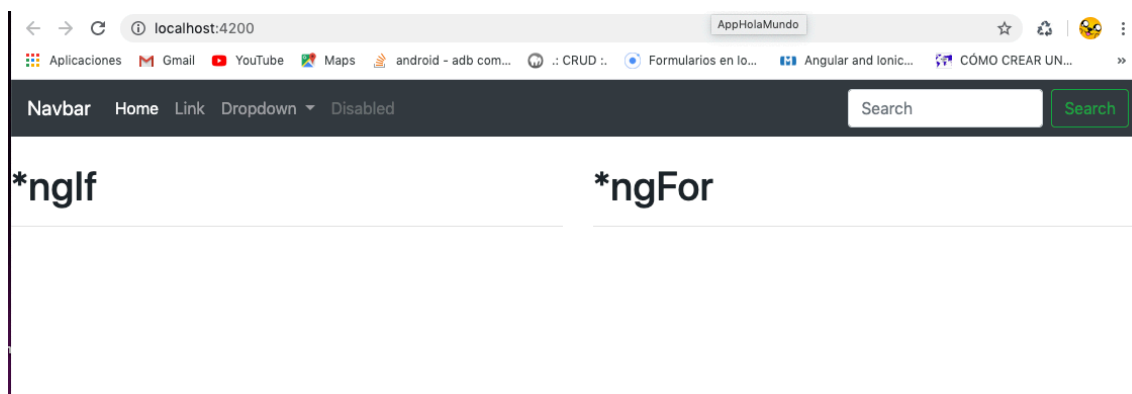 AppHolaMundo
localhost:4200
Aplicaciones Gmail YouTube Maps android - adb com... .: CRUD :. Formularios en lo... Angular and Ionic... CÓMO CREAR UN... »
Navbar Home Link Dropdown Disabled Search Search
*ngIf *ngFor